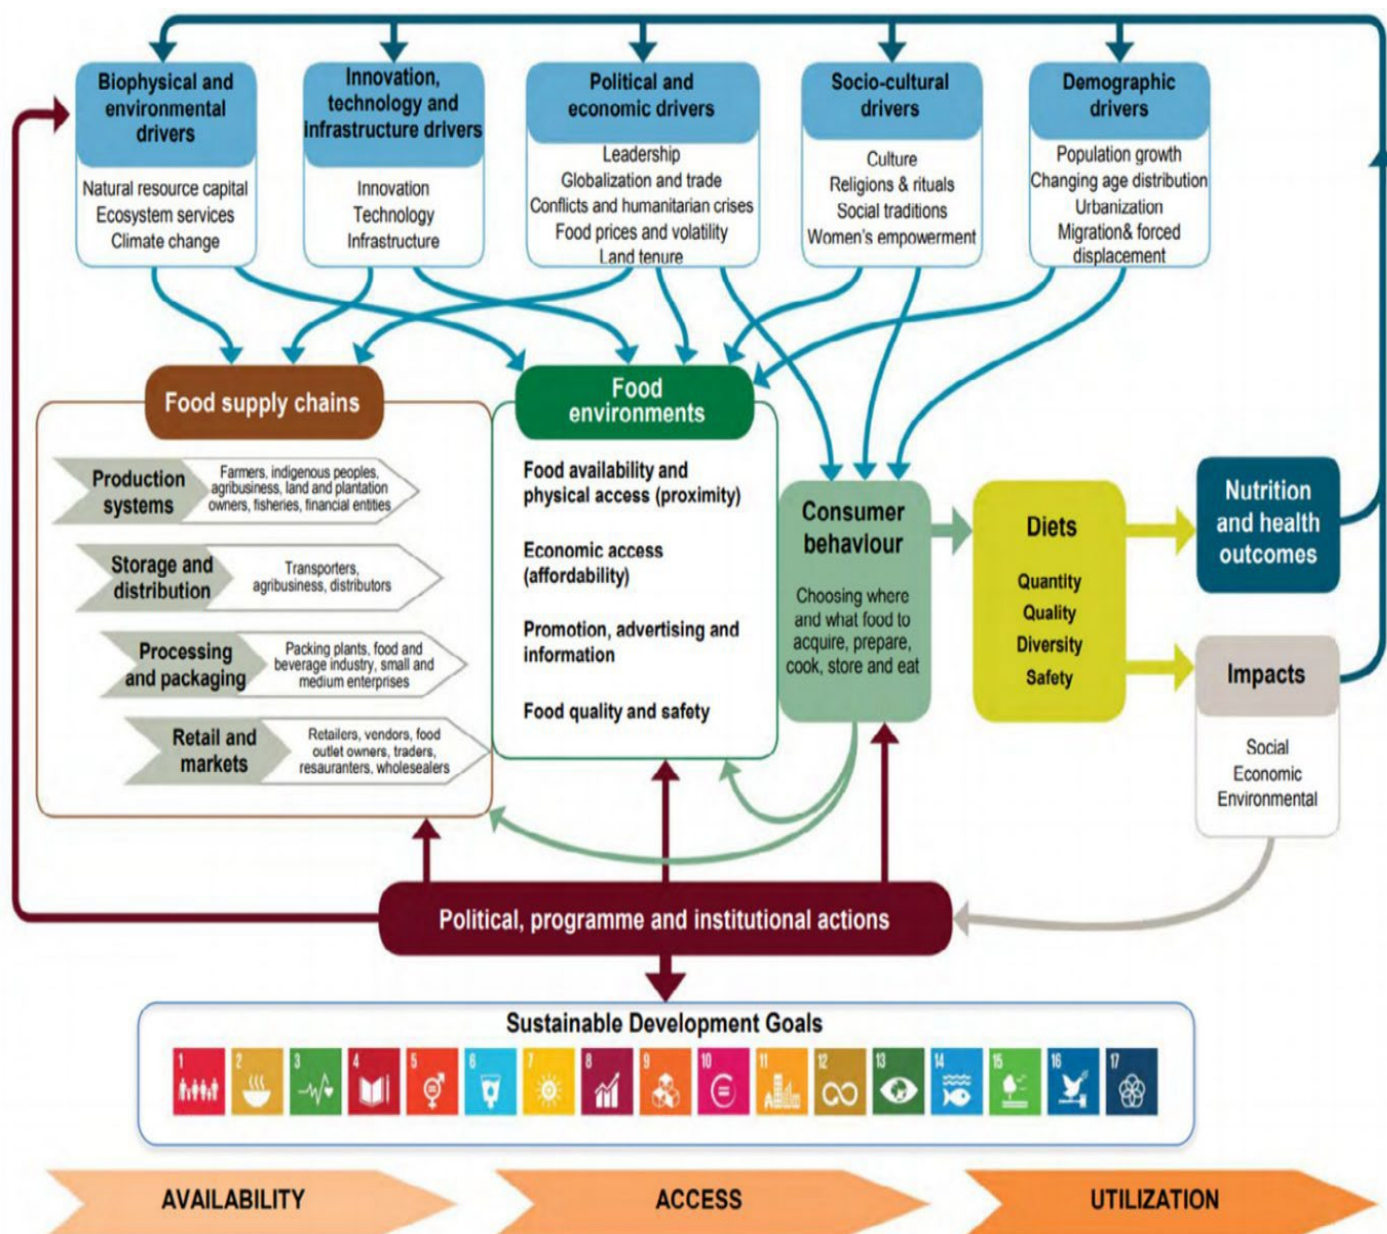 Biophysical and
environmental
drivers
Natural resource capital
Ecosystem services
Climate change
Innovation,
technology and
Infrastructure drivers
Innovation
Technology
Infrastructure
Political and
economic drivers
Leadership
Globalization and trade
Conflicts and humanitarian crises
Food prices and volatility
Land tenure
Socio-cultural
drivers
Culture
Religions & rituals
Social traditions
Women's empowerment
Demographic
drivers
Population growth
Changing age distribution
Urbanization
Migration& forced
displacement
Food supply chains
Production
systems
Farmers, indigenous peoples,
agribusiness, land and plantation
owners, fisheries, financial entities
Storage and
distribution
Transporters,
agribusiness, distributors
Processing
and packaging
Packing plants, food and
beverage industry, small and
medium enterprises
Retail and
markets
Retailers, vendors, food
outlet owners, traders,
resauranters, wholesealers
Food
environments
Food availability and
physical access (proximity)
Economic access
(affordability)
Promotion, advertising and
information
Food quality and safety
Consumer
behaviour
Choosing where
and what food to
acquire, prepare,
cook, store and eat
Diets
Quantity
Quality
Diversity
Safety
Nutrition
and health
outcomes
Impacts
Social
Economic
Environmental
Political, programme and institutional actions
Sustainable Development Goals
1 2 3 4 5 6 7 8 9 10 11 12 13 14 15 16 17
AVAILABILITY
ACCESS
UTILIZATION